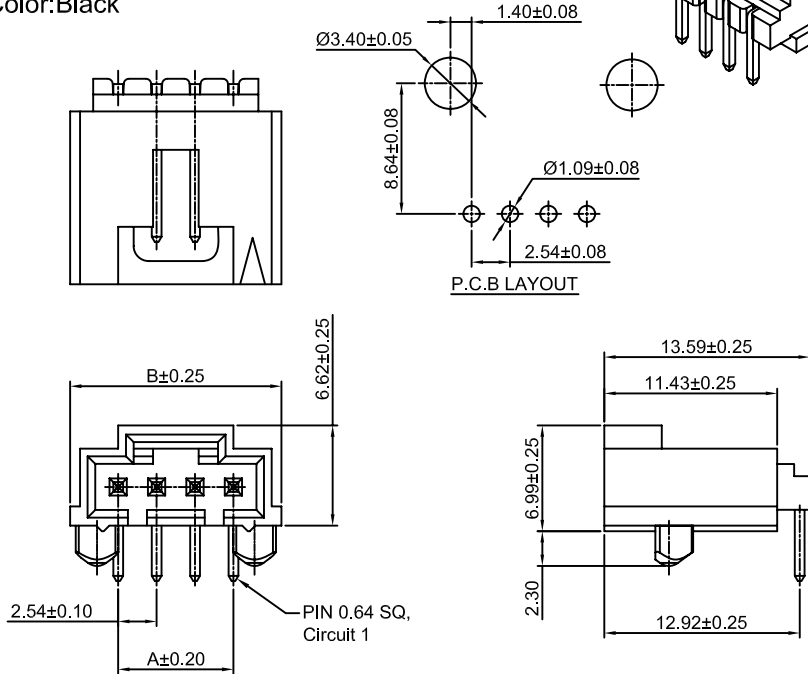 Color:Black
1.40±0.08
Ø3.40±0.05
8.64±0.08
Ø1.09±0.08
2.54±0.08
P.C.B LAYOUT
B±0.25
6.62±0.25
13.59±0.25
11.43±0.25
6.99±0.25
2.30
2.54±0.10
PIN 0.64 SQ,
Circuit 1
12.92±0.25
A±0.20